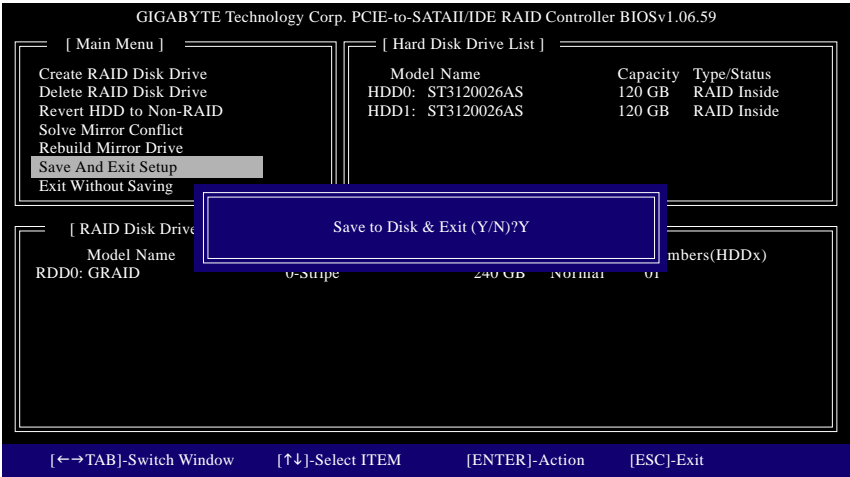 GIGABYTE Technology Corp. PCIE-to-SATAII/IDE RAID Controller BIOSv1.06.59
[ Main Menu ]
Create RAID Disk Drive
Delete RAID Disk Drive
Revert HDD to Non-RAID
Solve Mirror Conflict
Rebuild Mirror Drive
Save And Exit Setup
Exit Without Saving
[ Hard Disk Drive List ]
Model Name Capacity Type/Status
HDD0: ST3120026AS 120 GB RAID Inside
HDD1: ST3120026AS 120 GB RAID Inside
Save to Disk & Exit (Y/N)?Y
[ RAID Disk Drive
Model Name mbers(HDDx)
RDD0: GRAID 0-Stripe 240 GB Normal 01
[←→TAB]-Switch Window [↑↓]-Select ITEM [ENTER]-Action [ESC]-Exit